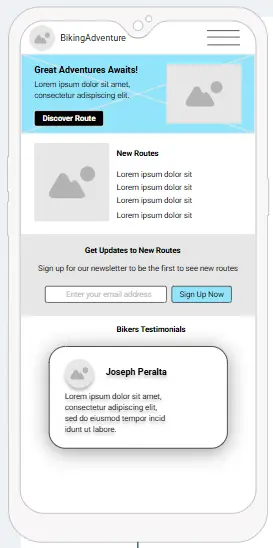 BikingAdventure
Great Adventures Awaits!
Lorem ipsum dolor sit amet,
consectetur adipiscing elit.
Discover Route
New Routes
Lorem ipsum dolor sit
Lorem ipsum dolor sit
Lorem ipsum dolor sit
Lorem ipsum dolor sit
Get Updates to New Routes
Sign up for our newsletter to be the first to see new routes
Enter your email address
Sign Up Now
Bikers Testimonials
Joseph Peralta
Lorem ipsum dolor sit amet,
consectetur adipiscing elit,
sed do eiusmod tempor incid
idunt ut labore.